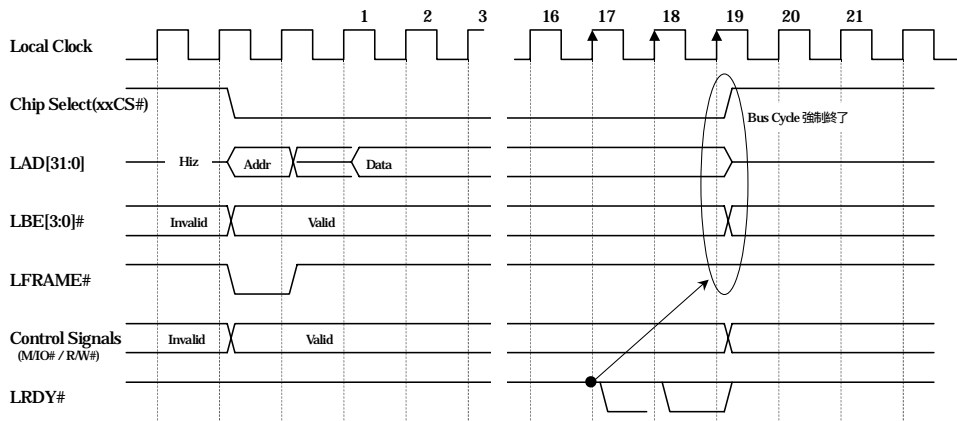 1 2 3 16 17 18 19 20 21
Local Clock
Chip Select(xxCS#)
Bus Cycle 強制終了
LAD[31:0]
Hiz Addr Data
LBE[3:0]#
Invalid Valid
LFRAME#
Control Signals
Invalid Valid
(M/IO# / R/W#)
LRDY#